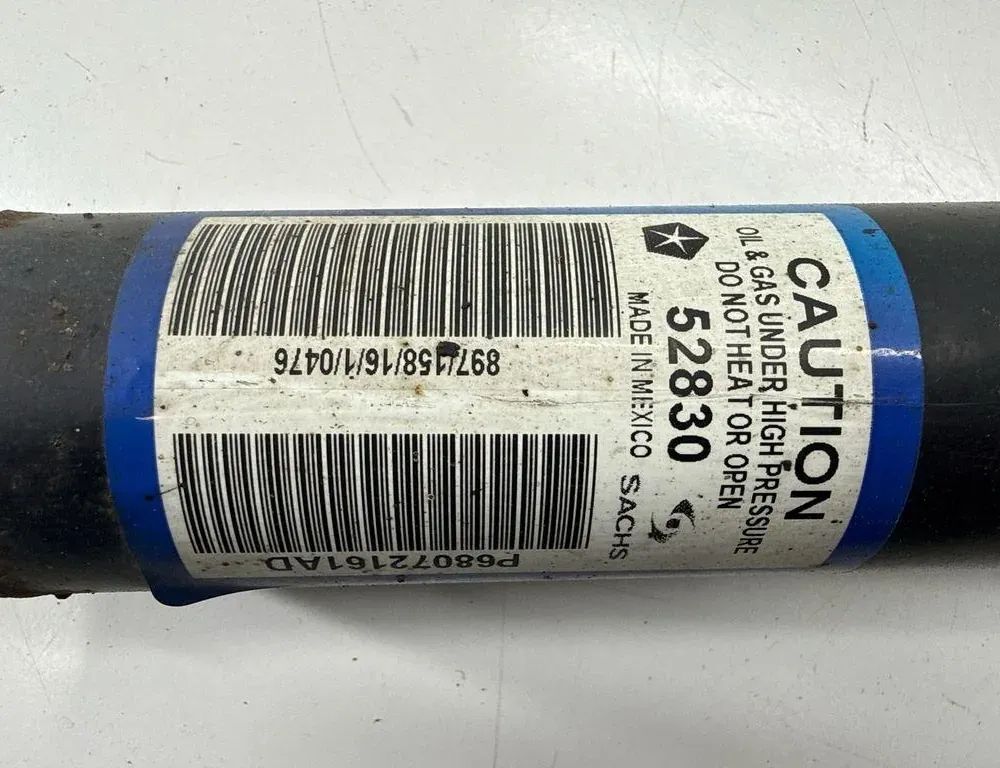 CAUTION
OIL & GAS UNDER HIGH PRESSURE
DO NOT HEAT OR OPEN
52830
MADE IN MEXICO
SACHS
897/158/16/1/0476
P68072161AD